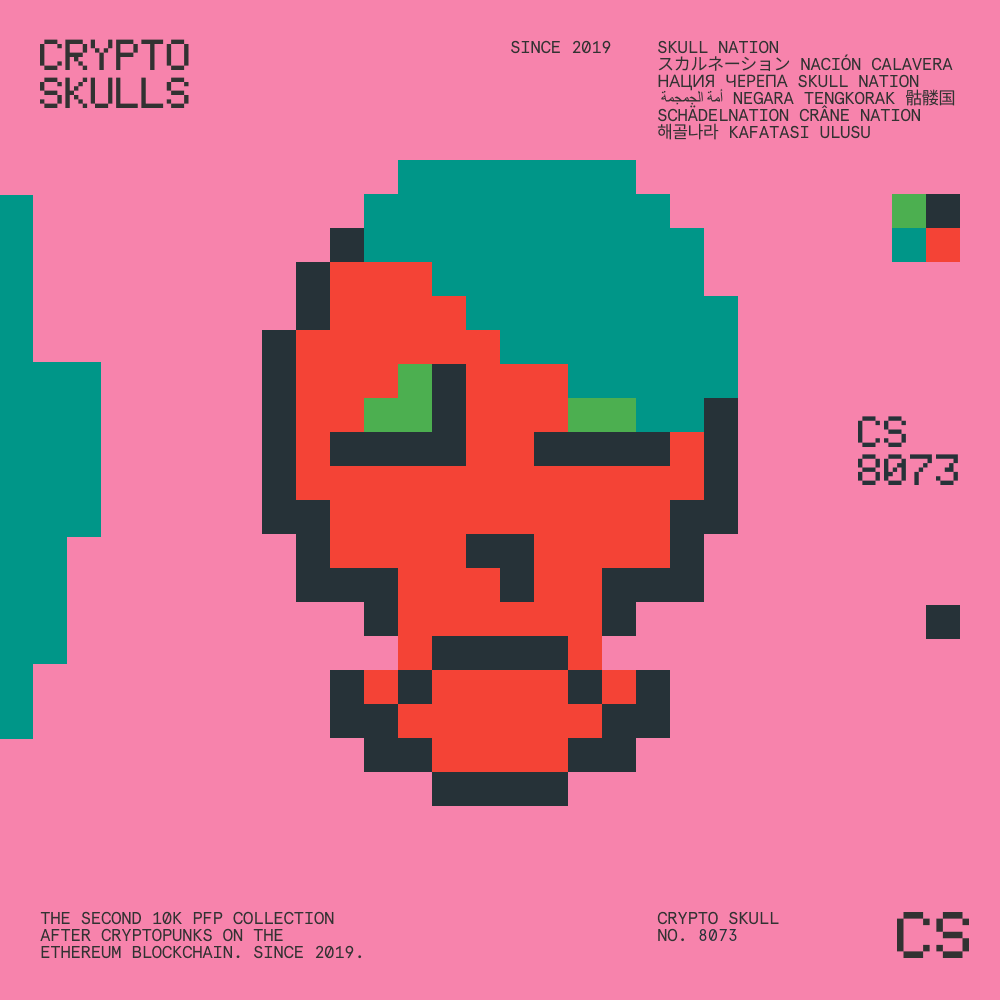 CRYPTO
SKULLS
SINCE 2019
SKULL NATION
スカルネーション NACIÓN CALAVERA
НАЦИЯ ЧЕРЕПА SKULL NATION
أمة الجمجمة NEGARA TENGKORAK 骷髅国
SCHÄDELNATION CRÂNE NATION
해골나라 KAFATASI ULUSU
CS
8073
THE SECOND 10K PFP COLLECTION
AFTER CRYPTOPUNKS ON THE
ETHEREUM BLOCKCHAIN. SINCE 2019.
CRYPTO SKULL
NO. 8073
CS